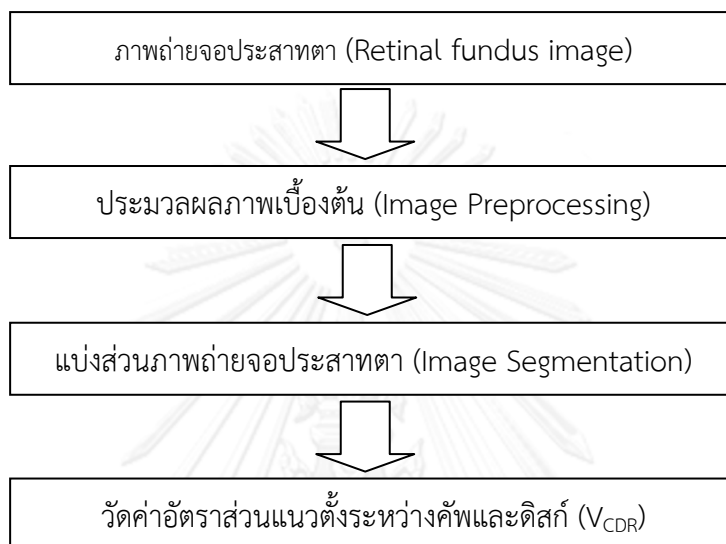 ภาพถ่ายจอประสาทตา (Retinal fundus image)
ประมวลผลภาพเบื้องต้น (Image Preprocessing)
แบ่งส่วนภาพถ่ายจอประสาทตา (Image Segmentation)
วัดค่าอัตราส่วนแนวตั้งระหว่างคัพและดิสก์ (V_CDR)